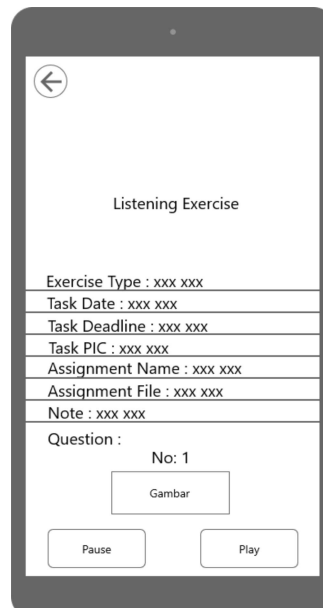 Listening Exercise
Exercise Type : xxx xxx
Task Date : xxx xxx
Task Deadline : xxx xxx
Task PIC : xxx xxx
Assignment Name : xxx xxx
Assignment File : xxx xxx
Note : xxx xxx
Question :
No: 1
Gambar
Pause Play